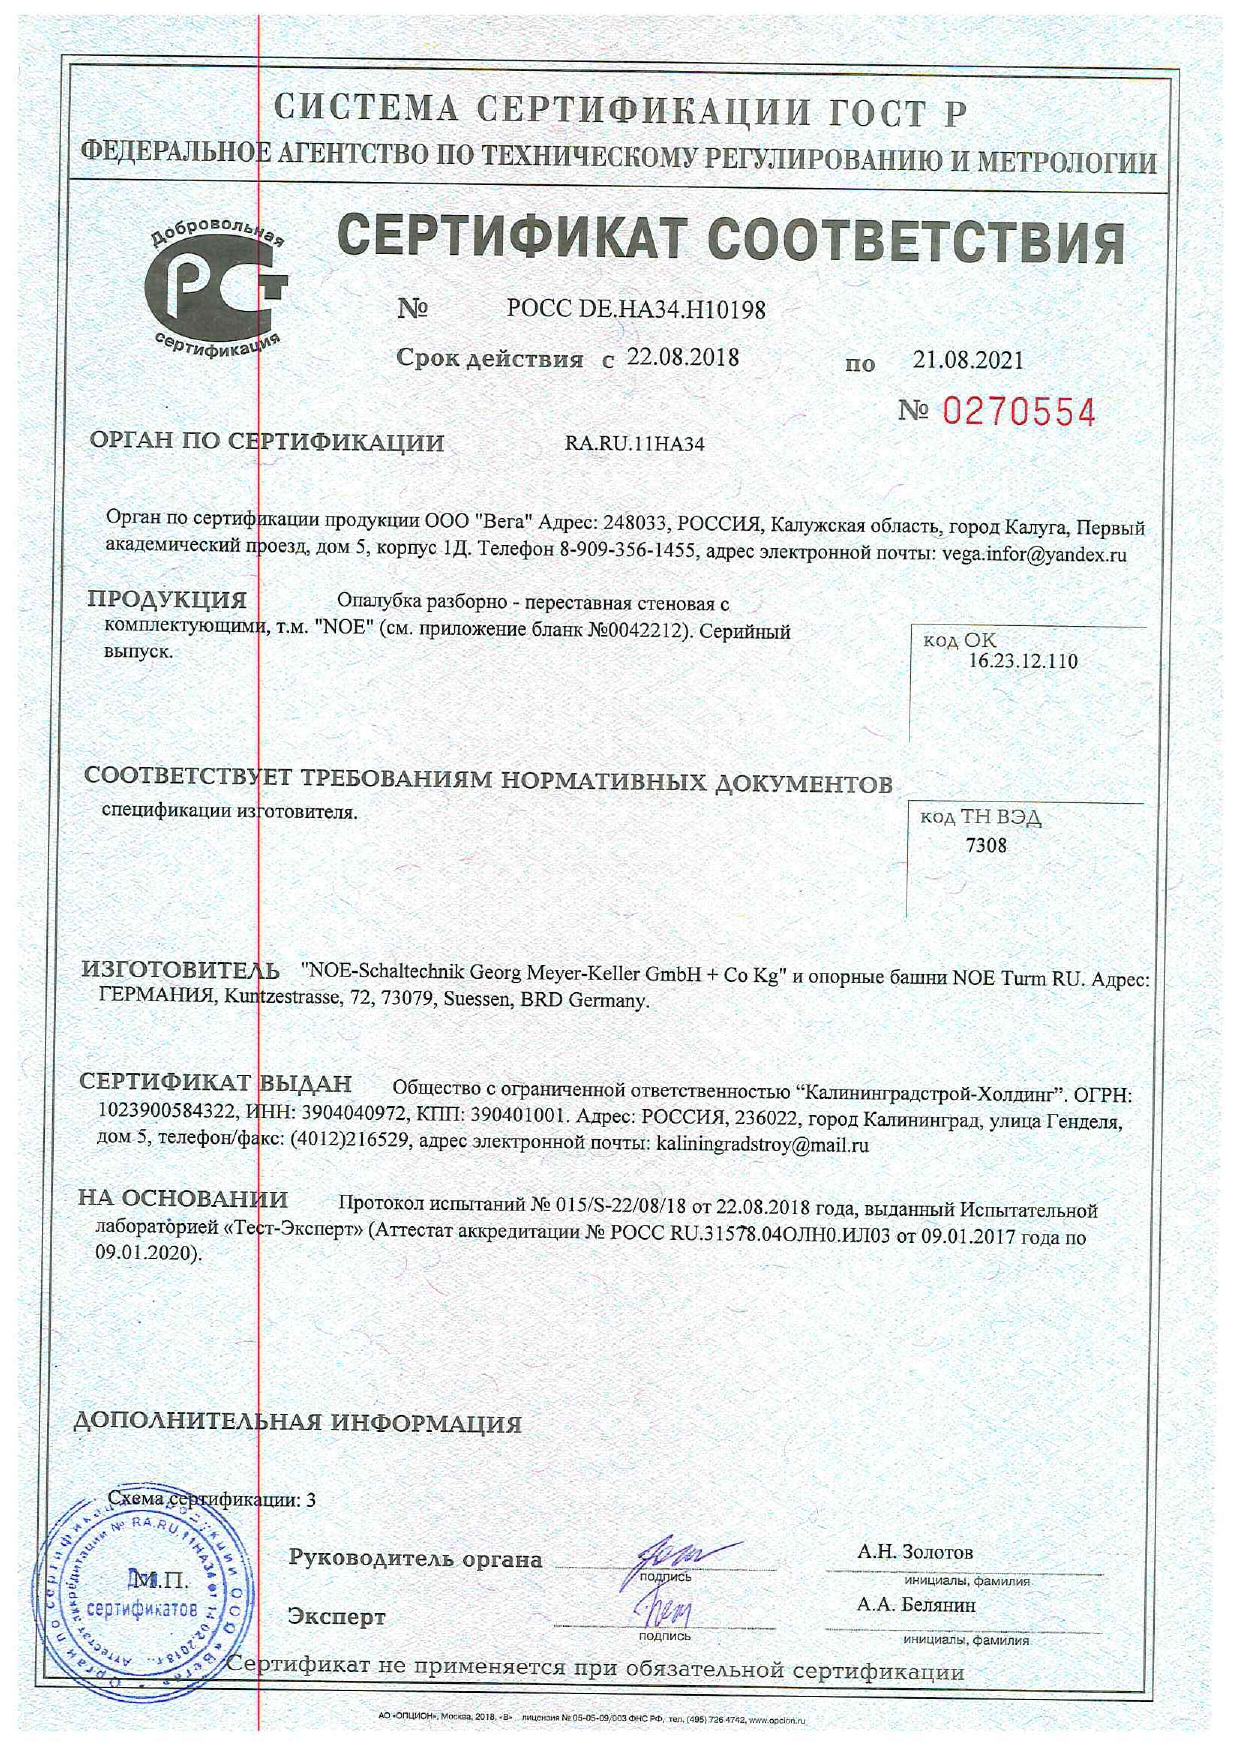 СИСТЕМА СЕРТИФИКАЦИИ ГОСТ Р
ФЕДЕРАЛЬНОЕ АГЕНТСТВО ПО ТЕХНИЧЕСКОМУ РЕГУЛИРОВАНИЮ И МЕТРОЛОГИИ
Добровольная
РСТ
сертификация
СЕРТИФИКАТ СООТВЕТСТВИЯ
№ РОСС DE.НА34.Н10198
Срок действия с 22.08.2018 по 21.08.2021
№ 0270554
ОРГАН ПО СЕРТИФИКАЦИИ RA.RU.11НА34
Орган по сертификации продукции ООО "Вега" Адрес: 248033, РОССИЯ, Калужская область, город Калуга, Первый
академический проезд, дом 5, корпус 1Д. Телефон 8-909-356-1455, адрес электронной почты: vega.infor@yandex.ru
ПРОДУКЦИЯ Опалубка разборно - переставная стеновая с
комплектующими, т.м. "NOE" (см. приложение бланк №0042212). Серийный
выпуск.
код ОК
16.23.12.110
СООТВЕТСТВУЕТ ТРЕБОВАНИЯМ НОРМАТИВНЫХ ДОКУМЕНТОВ
спецификации изготовителя.
код ТН ВЭД
7308
ИЗГОТОВИТЕЛЬ "NOE-Schaltechnik Georg Meyer-Keller GmbH + Co Kg" и опорные башни NOE Turm RU. Адрес:
ГЕРМАНИЯ, Kuntzestrasse, 72, 73079, Suessen, BRD Germany.
СЕРТИФИКАТ ВЫДАН Общество с ограниченной ответственностью “Калининградстрой-Холдинг”. ОГРН:
1023900584322, ИНН: 3904040972, КПП: 390401001. Адрес: РОССИЯ, 236022, город Калининград, улица Генделя,
дом 5, телефон/факс: (4012)216529, адрес электронной почты: kaliningradstroy@mail.ru
НА ОСНОВАНИИ Протокол испытаний № 015/S-22/08/18 от 22.08.2018 года, выданный Испытательной
лабораторией «Тест-Эксперт» (Аттестат аккредитации № РОСС RU.31578.04ОЛН0.ИЛ03 от 09.01.2017 года по
09.01.2020).
ДОПОЛНИТЕЛЬНАЯ ИНФОРМАЦИЯ
Схема сертификации: 3
Орган по сертификации продукции ООО «Вега»
Аттестат аккредитации № RA.RU.11НА34
Для
сертификатов
М.П.
Руководитель органа
подпись
А.Н. Золотов
инициалы, фамилия
Эксперт
подпись
А.А. Белянин
инициалы, фамилия
Сертификат не применяется при обязательной сертификации
АО «ОПЦИОН», Москва, 2018, «В» лицензия № 05-05-09/003 ФНС РФ, тел. (495) 726 4742, www.opcion.ru